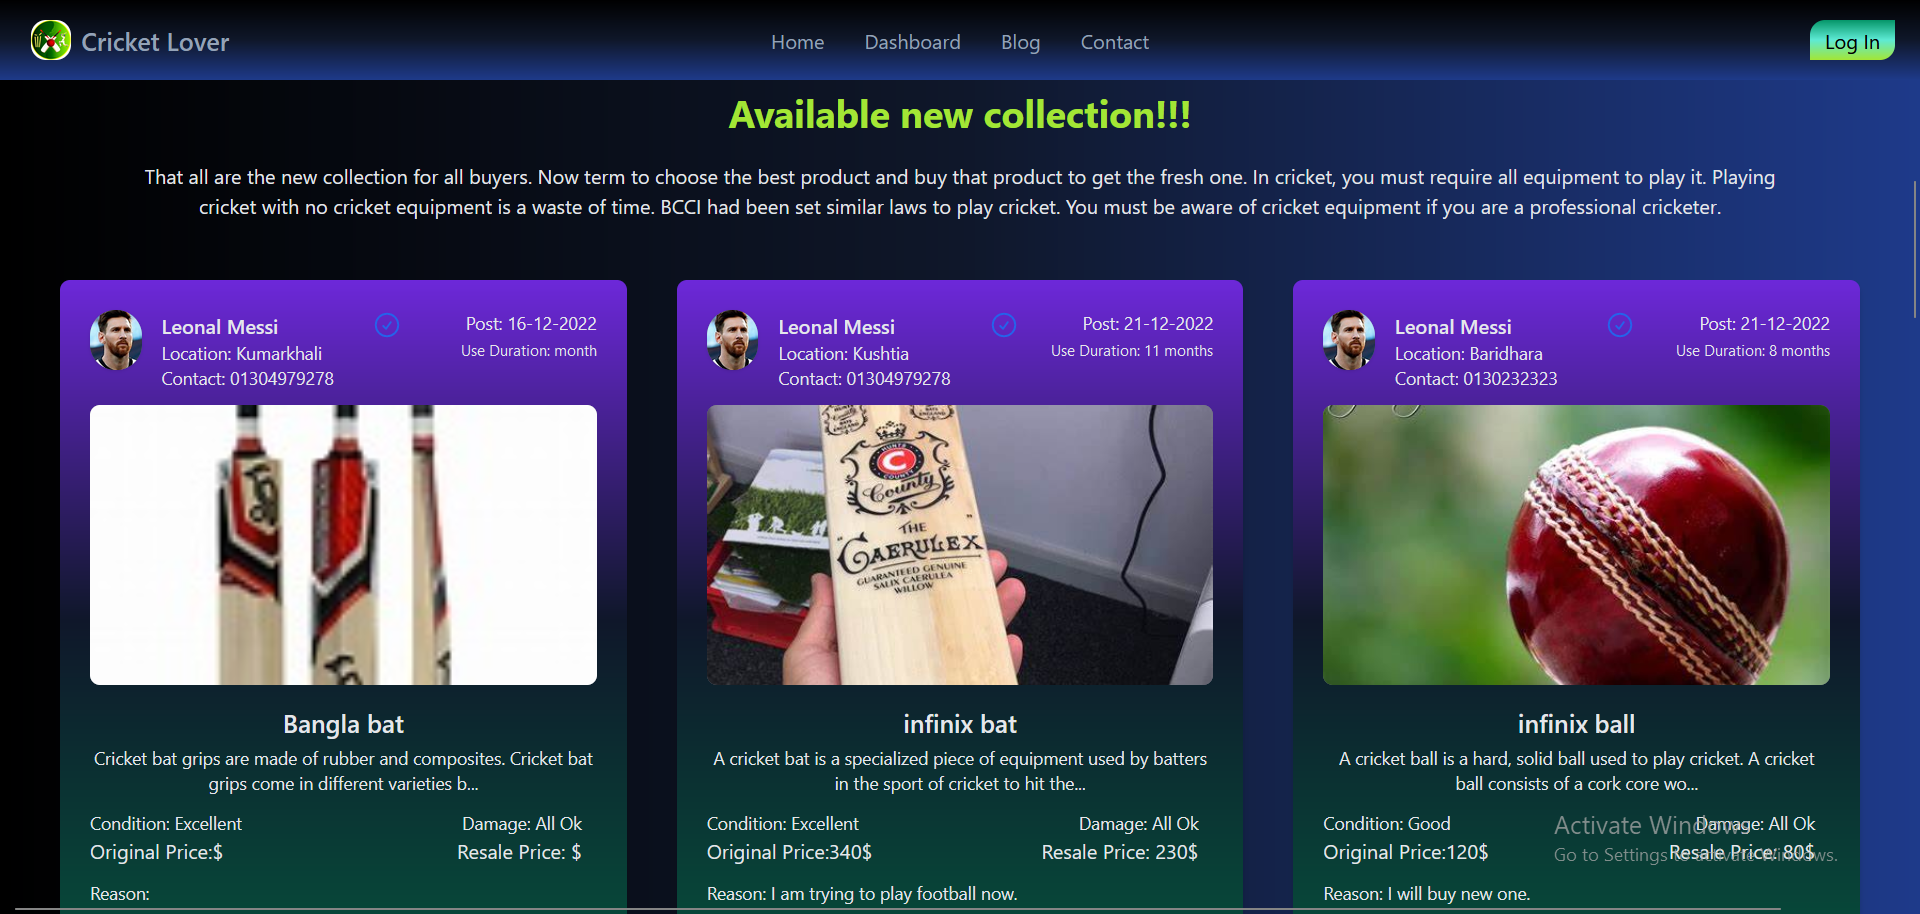 Cricket Lover
Home
Dashboard
Blog
Contact
Log In
Available new collection!!!
That all are the new collection for all buyers. Now term to choose the best product and buy that product to get the fresh one. In cricket, you must require all equipment to play it. Playing
cricket with no cricket equipment is a waste of time. BCCI had been set similar laws to play cricket. You must be aware of cricket equipment if you are a professional cricketer.
Leonal Messi
Location: Kumarkhali
Contact: 01304979278
Post: 16-12-2022
Use Duration: month
Bangla bat
Cricket bat grips are made of rubber and composites. Cricket bat
grips come in different varieties b...
Condition: Excellent
Damage: All Ok
Original Price:$
Resale Price: $
Reason:
Leonal Messi
Location: Kushtia
Contact: 01304979278
Post: 21-12-2022
Use Duration: 11 months
C
County
"THE"
CAERULEX
GUARANTEED GENUINE
SALIX CAERULEA
WILLOW
infinix bat
A cricket bat is a specialized piece of equipment used by batters
in the sport of cricket to hit the...
Condition: Excellent
Damage: All Ok
Original Price:340$
Resale Price: 230$
Reason: I am trying to play football now.
Leonal Messi
Location: Baridhara
Contact: 0130232323
Post: 21-12-2022
Use Duration: 8 months
infinix ball
A cricket ball is a hard, solid ball used to play cricket. A cricket
ball consists of a cork core wo...
Condition: Good
Damage: All Ok
Original Price:120$
Resale Price: 80$
Reason: I will buy new one.
Activate Windows
Go to Settings to activate Windows.